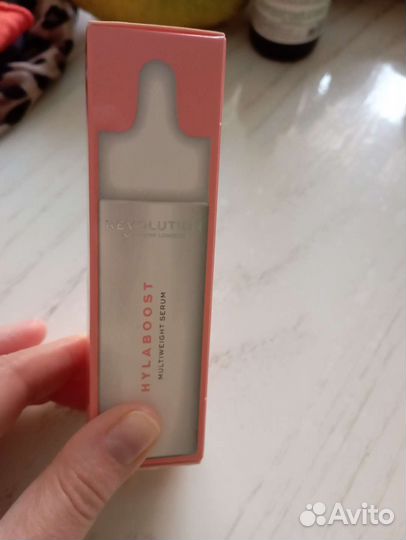 REVOLUTION
HYLABOOST
MULTIWEIGHT SERUM
Avito